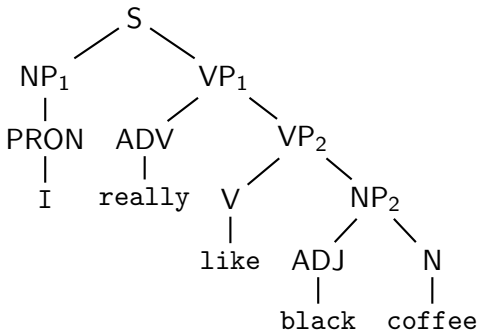 S
NP₁ VP₁
PRON ADV VP₂
I really V NP₂
like ADJ N
black coffee